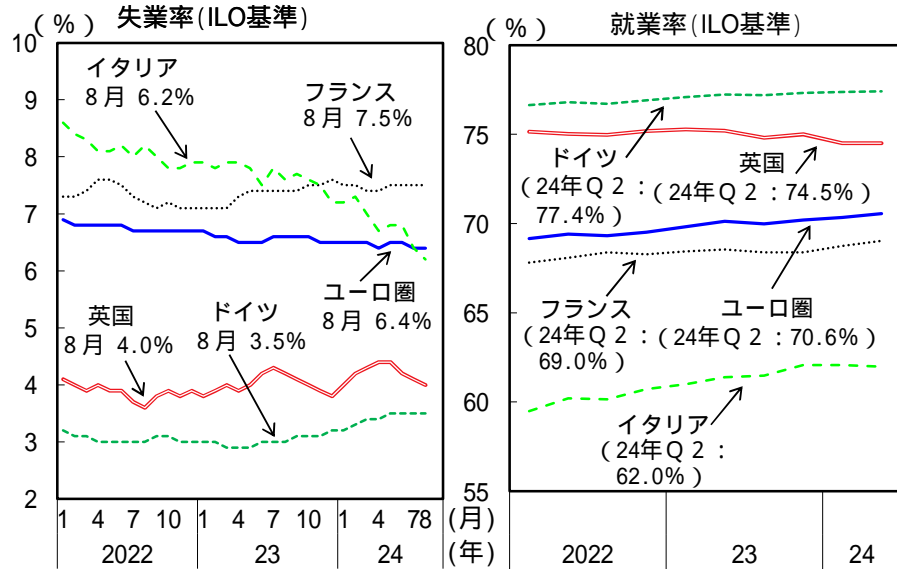 失業率(ILO基準)
(%)
10
9
8
7
6
5
4
3
2
イタリア
8月 6.2%
フランス
8月 7.5%
ユーロ圏
8月 6.4%
英国
8月 4.0%
ドイツ
8月 3.5%
1 4 7 10 1 4 7 10 1 4 78 (月)
2022 23 24 (年)
就業率(ILO基準)
(%)
80
75
70
65
60
55
ドイツ
(24年Q2:
77.4%)
英国
(24年Q2:74.5%)
フランス
(24年Q2:
69.0%)
ユーロ圏
(24年Q2:70.6%)
イタリア
(24年Q2:
62.0%)
2022 23 24